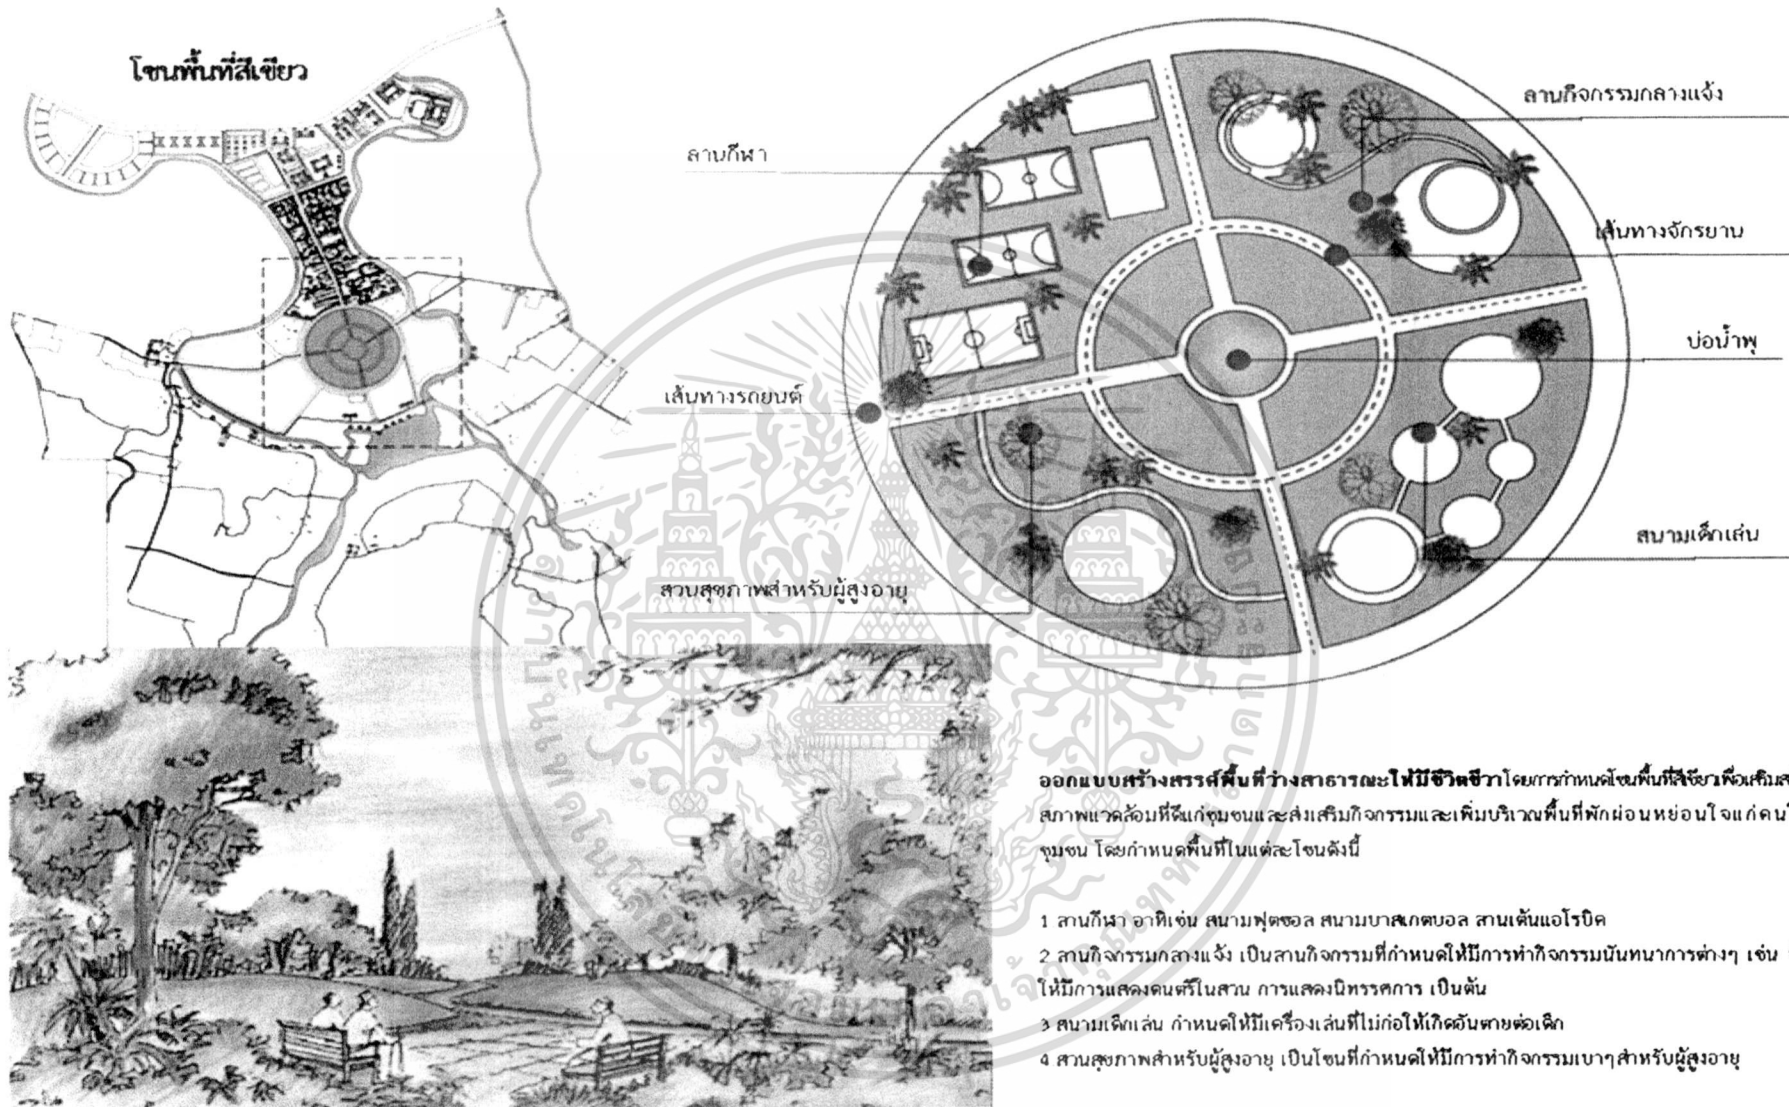 โซนพื้นที่สีเขียว
ลานกิจกรรมกลางแจ้ง
ลานกีฬา
เส้นทางจักรยาน
บ่อน้ำพุ
เส้นทางรถยนต์
สนามเด็กเล่น
สวนสุขภาพสำหรับผู้สูงอายุ
ออกแบบสร้างสรรค์พื้นที่ว่างสาธารณะให้มีชีวิตชีวาโดยการกำหนดโซนพื้นที่สีเขียวเพื่อเสริม
สภาพแวดล้อมที่ดีแก่ชุมชนและส่งเสริมกิจกรรมและเพิ่มบริเวณพื้นที่พักผ่อนหย่อนใจแก่คน
ชุมชน โดยกำหนดพื้นที่ในแต่ละโซนดังนี้
1 ลานกีฬา อาทิเช่น สนามฟุตซอล สนามบาสเกตบอล ลานเต้นแอโรบิค
2 ลานกิจกรรมกลางแจ้ง เป็นลานกิจกรรมที่กำหนดให้มีการทำกิจกรรมนันทนาการต่างๆ เช่น
ให้มีการแสดงดนตรีในสวน การแสดงนิทรรศการ เป็นต้น
3 สนามเด็กเล่น กำหนดให้มีเครื่องเล่นที่ไม่ก่อให้เกิดอันตายต่อเด็ก
4 สวนสุขภาพสำหรับผู้สูงอายุ เป็นโซนที่กำหนดให้มีการทำกิจกรรมเบาๆสำหรับผู้สูงอายุ